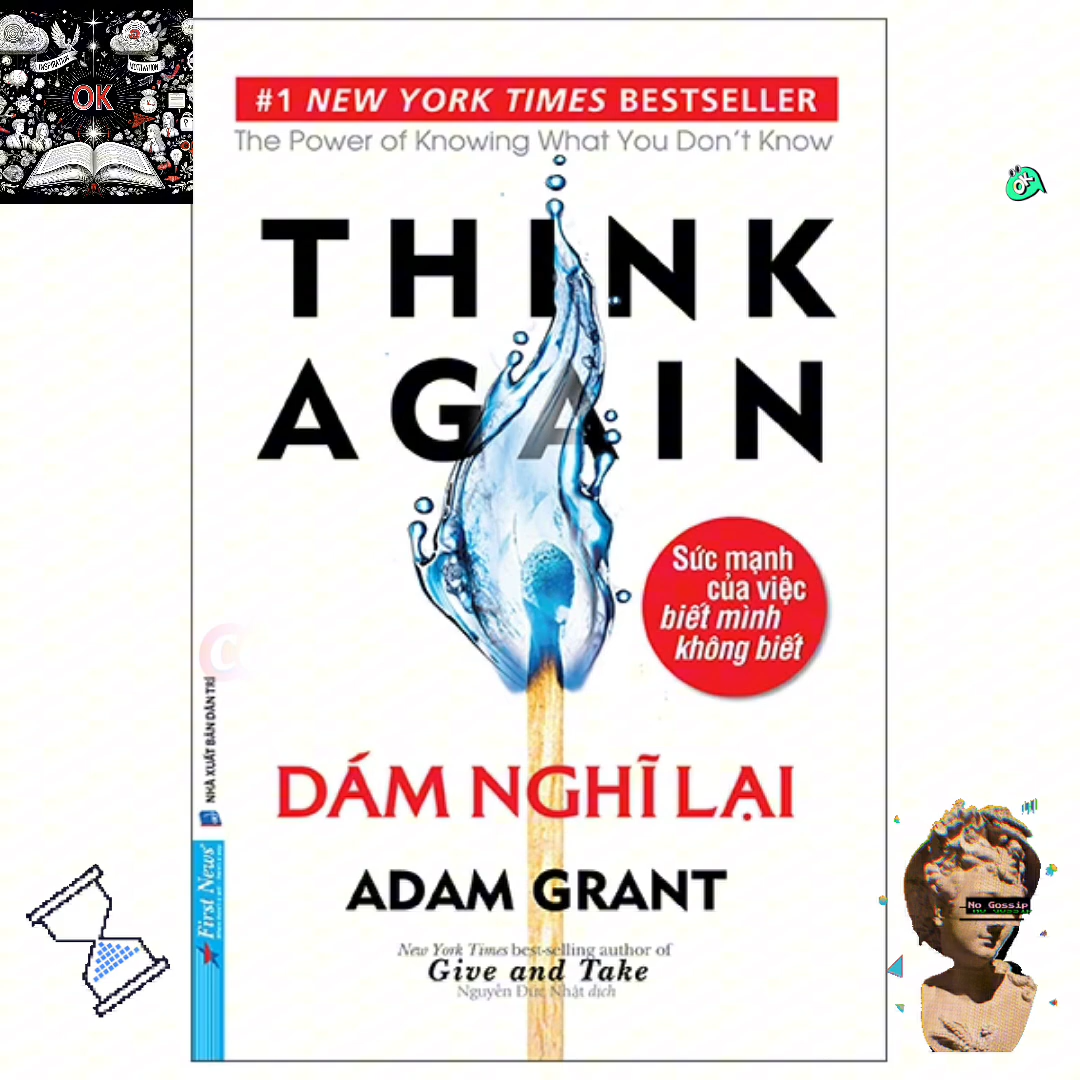 INSPIRATION
OK
#1 NEW YORK TIMES BESTSELLER
The Power of Knowing What You Don't Know
THINK
AGAIN
OK
Sức mạnh
của việc
biết mình
không biết
DÁM NGHĨ LẠI
ADAM GRANT
New York Times best-selling author of
Give and Take
Nguyễn Đức Nhật dịch
NHÀ XUẤT BẢN DÂN TRÍ
First News
No Gossip